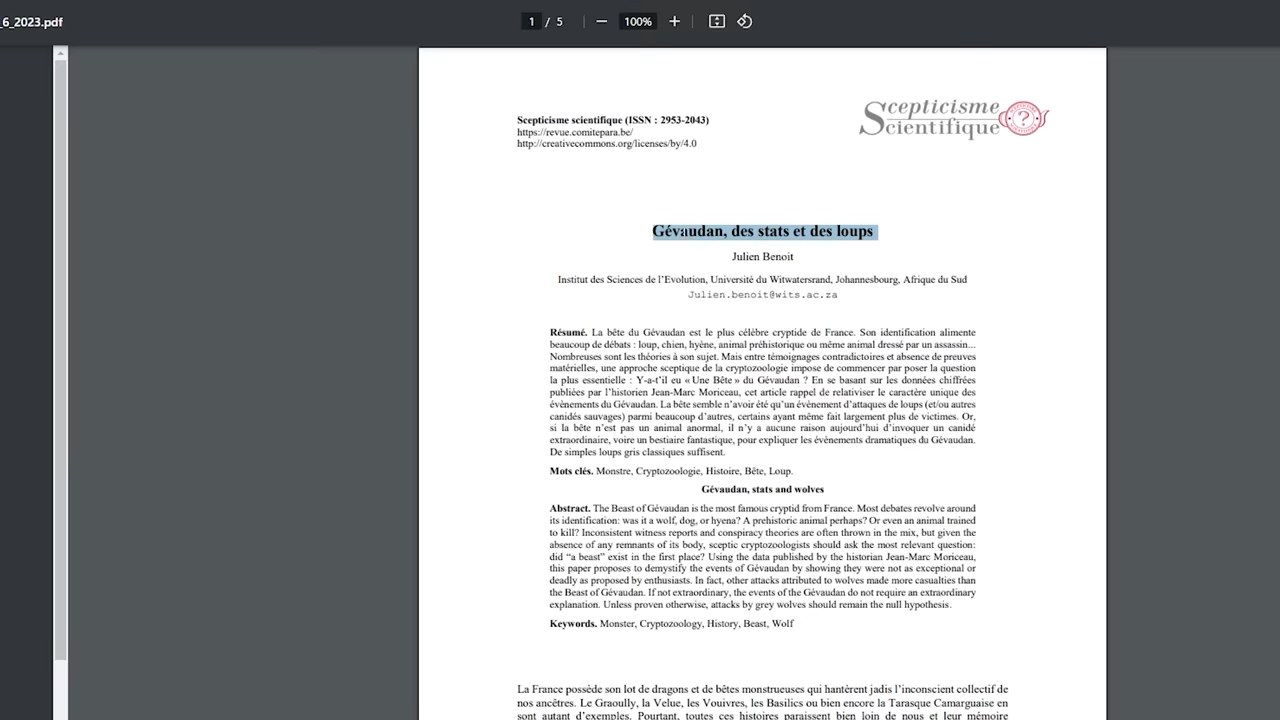 _6_2023.pdf
1 / 5
100%
Scepticisme scientifique (ISSN : 2953-2043)
https://revue.comitepara.be/
http://creativecommons.org/licenses/by/4.0
Scepticisme
Scientifique
?
Gévaudan, des stats et des loups
Julien Benoit
Institut des Sciences de l’Evolution, Université du Witwatersrand, Johannesbourg, Afrique du Sud
Julien.benoit@wits.ac.za
Résumé. La bête du Gévaudan est le plus célèbre cryptide de France. Son identification alimente
beaucoup de débats : loup, chien, hyène, animal préhistorique ou même animal dressé par un assassin...
Nombreuses sont les théories à son sujet. Mais entre témoignages contradictoires et absence de preuves
matérielles, une approche sceptique de la cryptozoologie impose de commencer par poser la question
la plus essentielle : Y-a-t’il eu « Une Bête » du Gévaudan ? En se basant sur les données chiffrées
publiées par l’historien Jean-Marc Moriceau, cet article rappel de relativiser le caractère unique des
évènements du Gévaudan. La bête semble n’avoir été qu’un évènement d’attaques de loups (et/ou autres
canidés sauvages) parmi beaucoup d’autres, certains ayant même fait largement plus de victimes. Or,
si la bête n’est pas un animal anormal, il n’y a aucune raison aujourd’hui d’invoquer un canidé
extraordinaire, voire un bestiaire fantastique, pour expliquer les évènements dramatiques du Gévaudan.
De simples loups gris classiques suffisent.
Mots clés. Monstre, Cryptozoologie, Histoire, Bête, Loup.
Gévaudan, stats and wolves
Abstract. The Beast of Gévaudan is the most famous cryptid from France. Most debates revolve around
its identification: was it a wolf, dog, or hyena? A prehistoric animal perhaps? Or even an animal trained
to kill? Inconsistent witness reports and conspiracy theories are often thrown in the mix, but given the
absence of any remnants of its body, sceptic cryptozoologists should ask the most relevant question:
did “a beast” exist in the first place? Using the data published by the historian Jean-Marc Moriceau,
this paper proposes to demystify the events of Gévaudan by showing they were not as exceptional or
deadly as proposed by enthusiasts. In fact, other attacks attributed to wolves made more casualties than
the Beast of Gévaudan. If not extraordinary, the events of the Gévaudan do not require an extraordinary
explanation. Unless proven otherwise, attacks by grey wolves should remain the null hypothesis.
Keywords. Monster, Cryptozoology, History, Beast, Wolf
La France possède son lot de dragons et de bêtes monstrueuses qui hantèrent jadis l’inconscient collectif de
nos ancêtres. Le Graoully, la Velue, les Vouivres, les Basilics ou bien encore la Tarasque Camarguaise en
sont autant d’exemples. Pourtant, toutes ces histoires paraissent bien loin de nous et leur mémoire